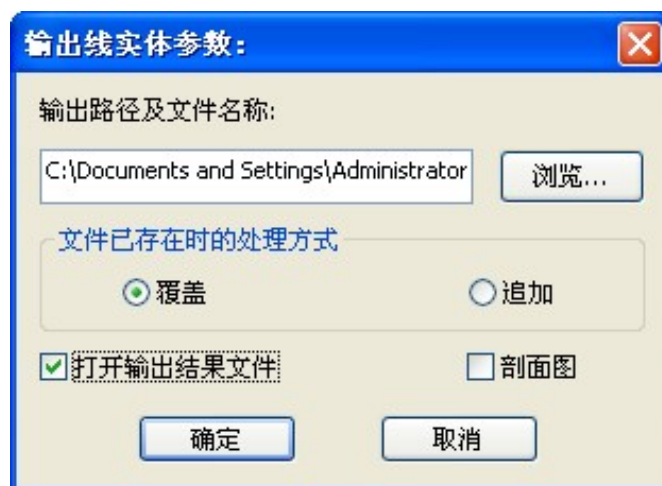 输出线实体参数:
输出路径及文件名称:
C:\Documents and Settings\Administrator
浏览...
文件已存在时的处理方式
覆盖 追加
打开输出结果文件 剖面图
确定 取消